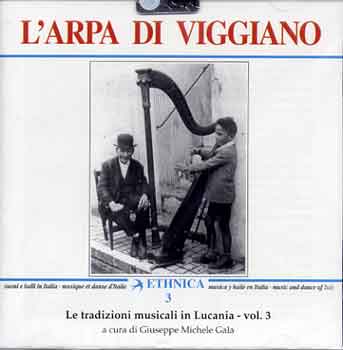 L'ARPA DI VIGGIANO
suoni e balli in Italia · musique et danse d'Italie ETHNICA musica y baile en Italia · music and dance of Italy
3
Le tradizioni musicali in Lucania - vol. 3
a cura di Giuseppe Michele Gala